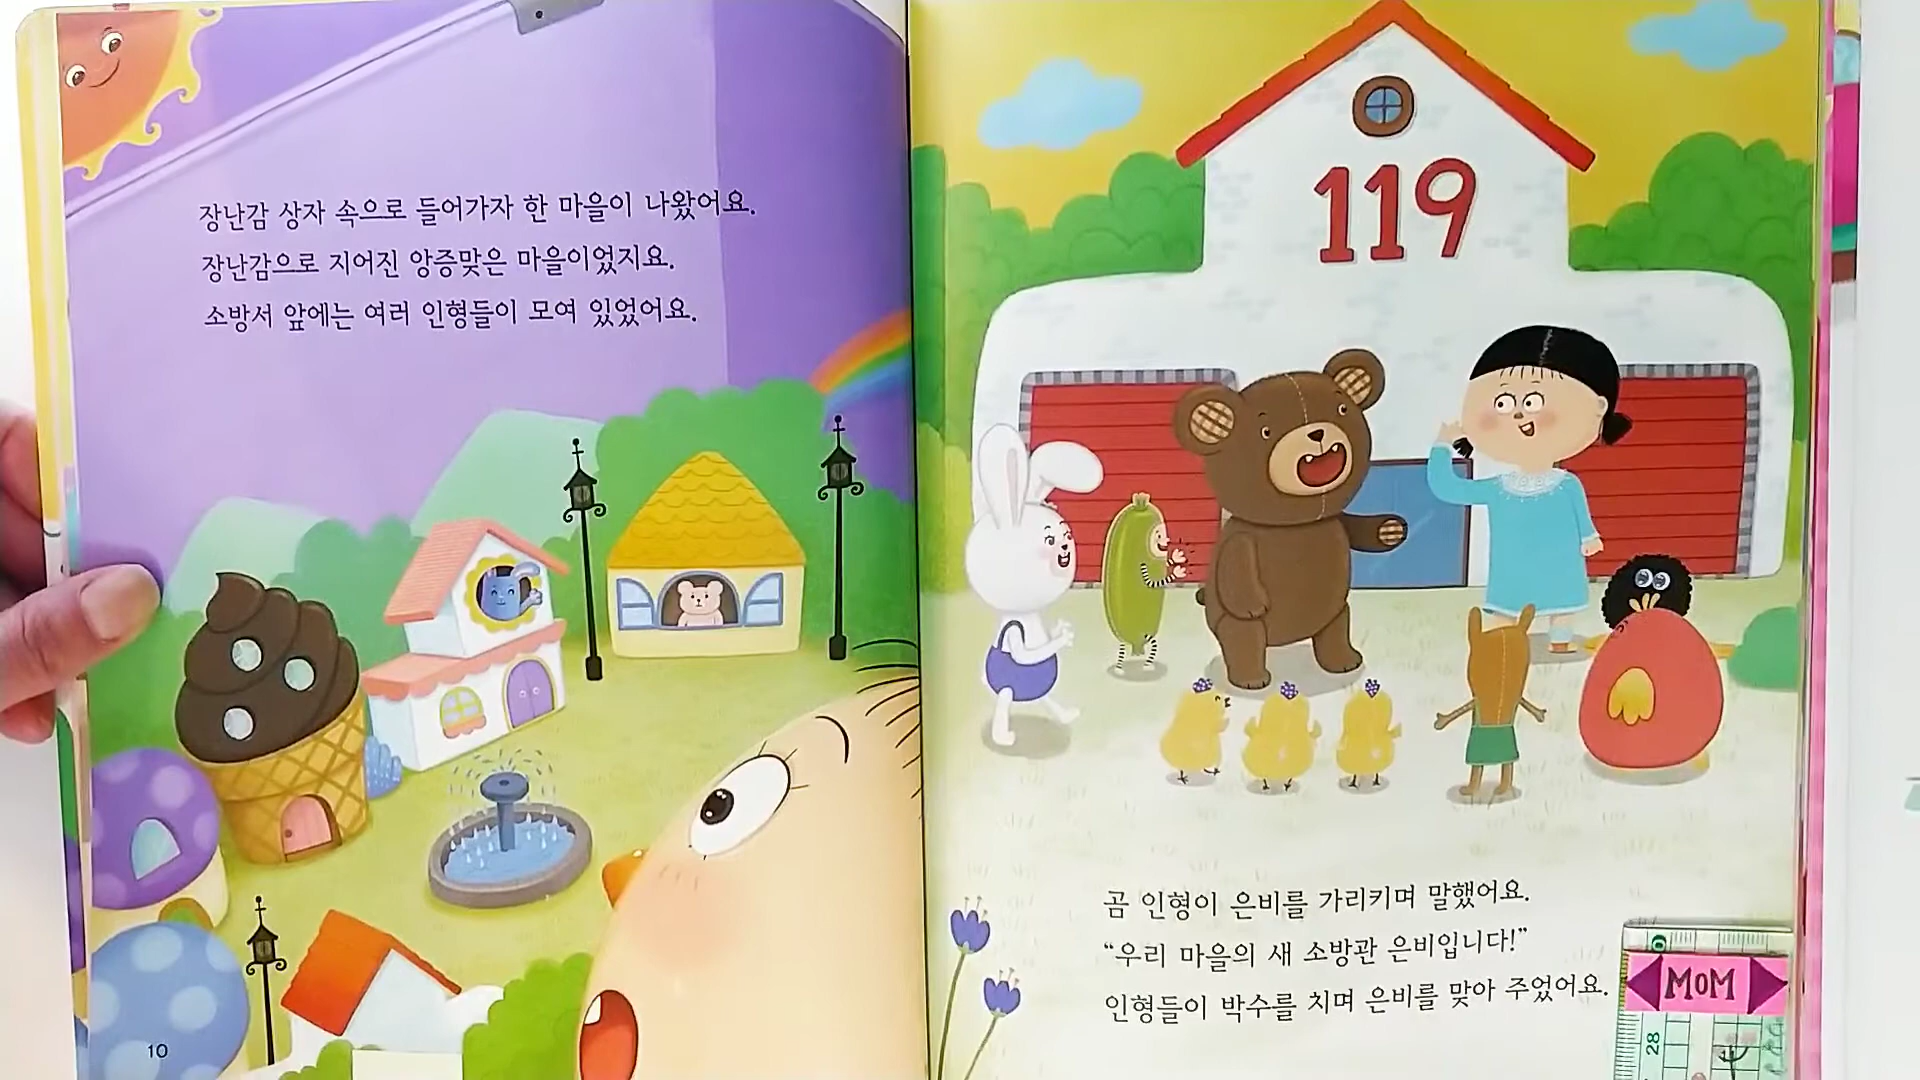 장난감 상자 속으로 들어가자 한 마을이 나왔어요.
장난감으로 지어진 앙증맞은 마을이었지요.
소방서 앞에는 여러 인형들이 모여 있었어요.
10
119
곰 인형이 은비를 가리키며 말했어요.
“우리 마을의 새 소방관 은비입니다!”
인형들이 박수를 치며 은비를 맞아 주었어요.
0
MOM
28